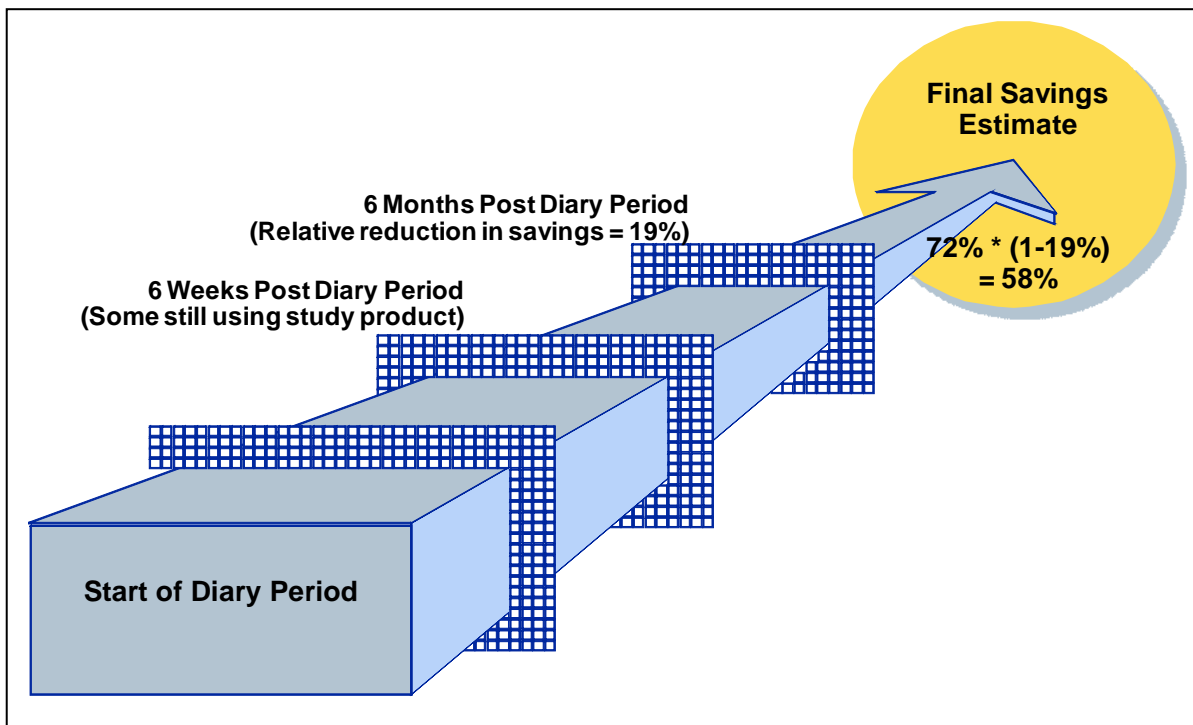 Final Savings
Estimate
6 Months Post Diary Period
(Relative reduction in savings = 19%)
72% * (1-19%)
= 58%
6 Weeks Post Diary Period
(Some still using study product)
Start of Diary Period